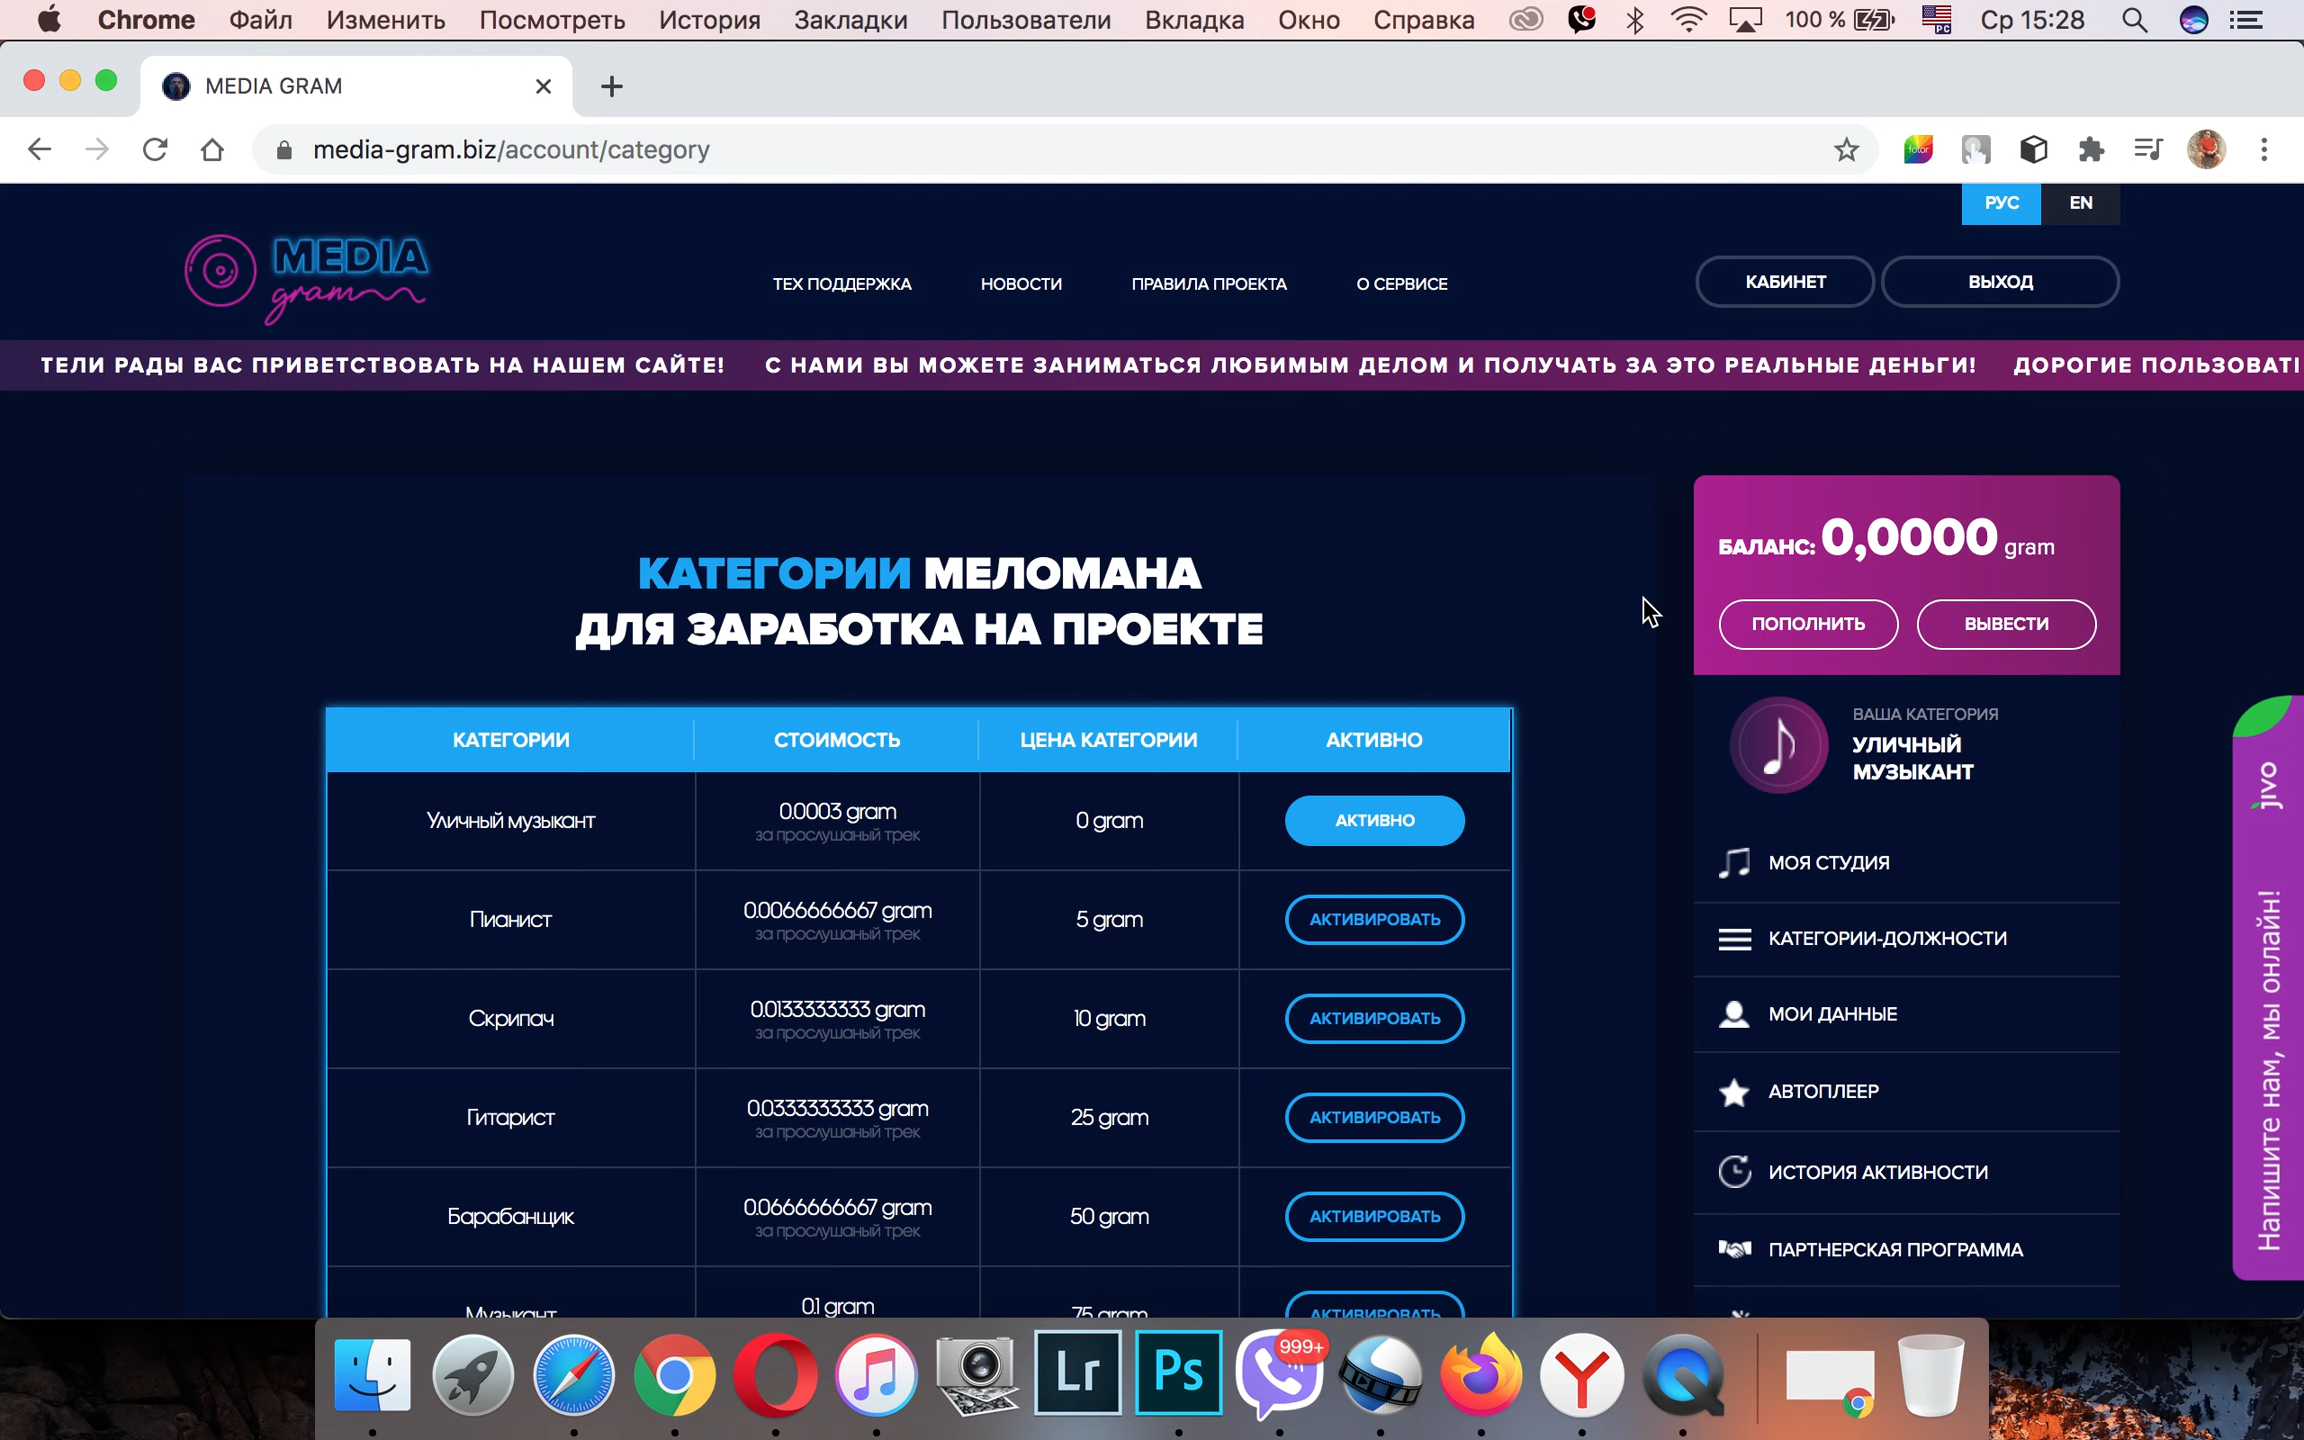 Chrome Файл Изменить Посмотреть История Закладки Пользователи Вкладка Окно Справка 100 % Ср 15:28
MEDIA GRAM
media-gram.biz/account/category
РУС EN
MEDIA
gram
ТЕХ ПОДДЕРЖКА НОВОСТИ ПРАВИЛА ПРОЕКТА О СЕРВИСЕ
КАБИНЕТ ВЫХОД
ТЕЛИ РАДЫ ВАС ПРИВЕТСТВОВАТЬ НА НАШЕМ САЙТЕ! С НАМИ ВЫ МОЖЕТЕ ЗАНИМАТЬСЯ ЛЮБИМЫМ ДЕЛОМ И ПОЛУЧАТЬ ЗА ЭТО РЕАЛЬНЫЕ ДЕНЬГИ! ДОРОГИЕ ПОЛЬЗОВАТ
КАТЕГОРИИ МЕЛОМАНА
ДЛЯ ЗАРАБОТКА НА ПРОЕКТЕ
КАТЕГОРИИ СТОИМОСТЬ ЦЕНА КАТЕГОРИИ АКТИВНО
Уличный музыкант 0.0003 gram 0 gram АКТИВНО
за прослушаный трек
Пианист 0.0066666667 gram 5 gram АКТИВИРОВАТЬ
за прослушаный трек
Скрипач 0.0133333333 gram 10 gram АКТИВИРОВАТЬ
за прослушаный трек
Гитарист 0.0333333333 gram 25 gram АКТИВИРОВАТЬ
за прослушаный трек
Барабанщик 0.0666666667 gram 50 gram АКТИВИРОВАТЬ
за прослушаный трек
Музыкант 0.1 gram 75 gram АКТИВИРОВАТЬ
БАЛАНС: 0,0000 gram
ПОПОЛНИТЬ ВЫВЕСТИ
ВАША КАТЕГОРИЯ
УЛИЧНЫЙ
МУЗЫКАНТ
МОЯ СТУДИЯ
КАТЕГОРИИ-ДОЛЖНОСТИ
МОИ ДАННЫЕ
АВТОПЛЕЕР
ИСТОРИЯ АКТИВНОСТИ
ПАРТНЕРСКАЯ ПРОГРАММА
Напишите нам, мы онлайн!
jivo
Lr
Ps
999+